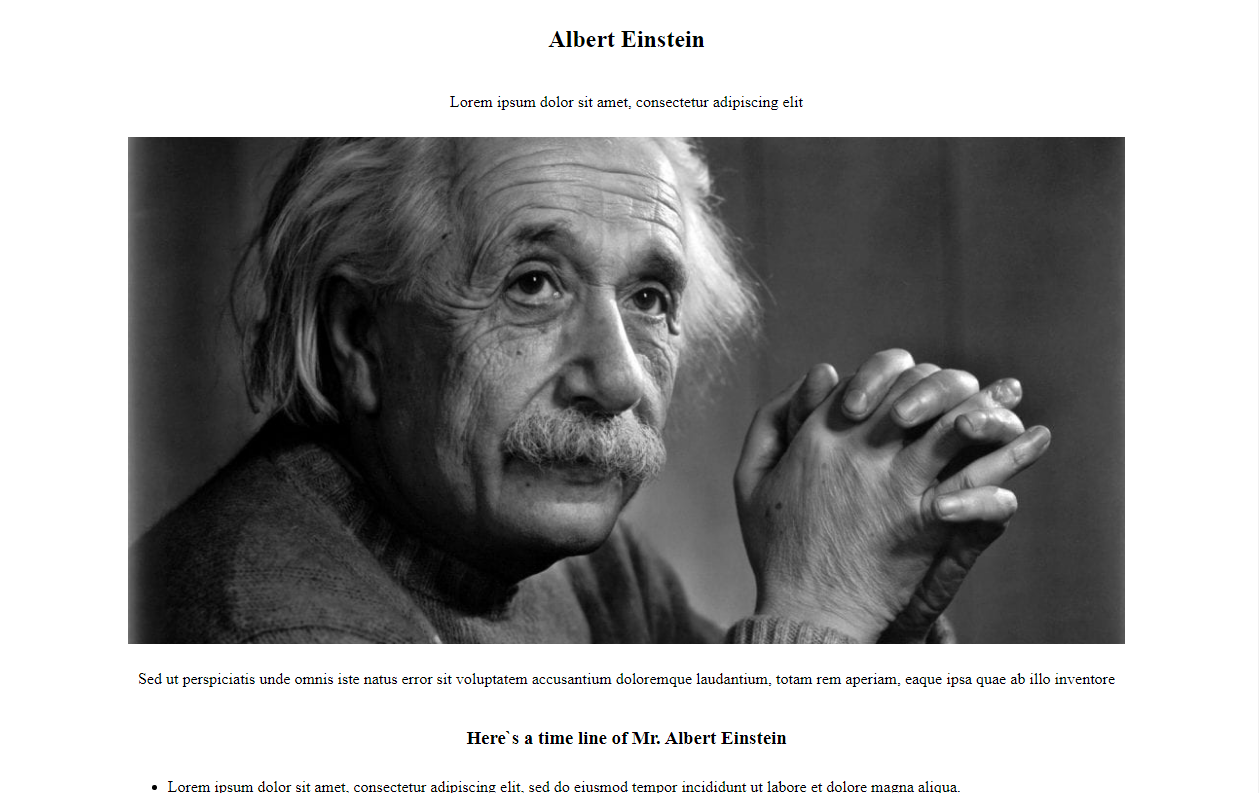 Albert Einstein
Lorem ipsum dolor sit amet, consectetur adipiscing elit
Sed ut perspiciatis unde omnis iste natus error sit voluptatem accusantium doloremque laudantium, totam rem aperiam, eaque ipsa quae ab illo inventore
Here`s a time line of Mr. Albert Einstein
• Lorem ipsum dolor sit amet, consectetur adipiscing elit, sed do eiusmod tempor incididunt ut labore et dolore magna aliqua.